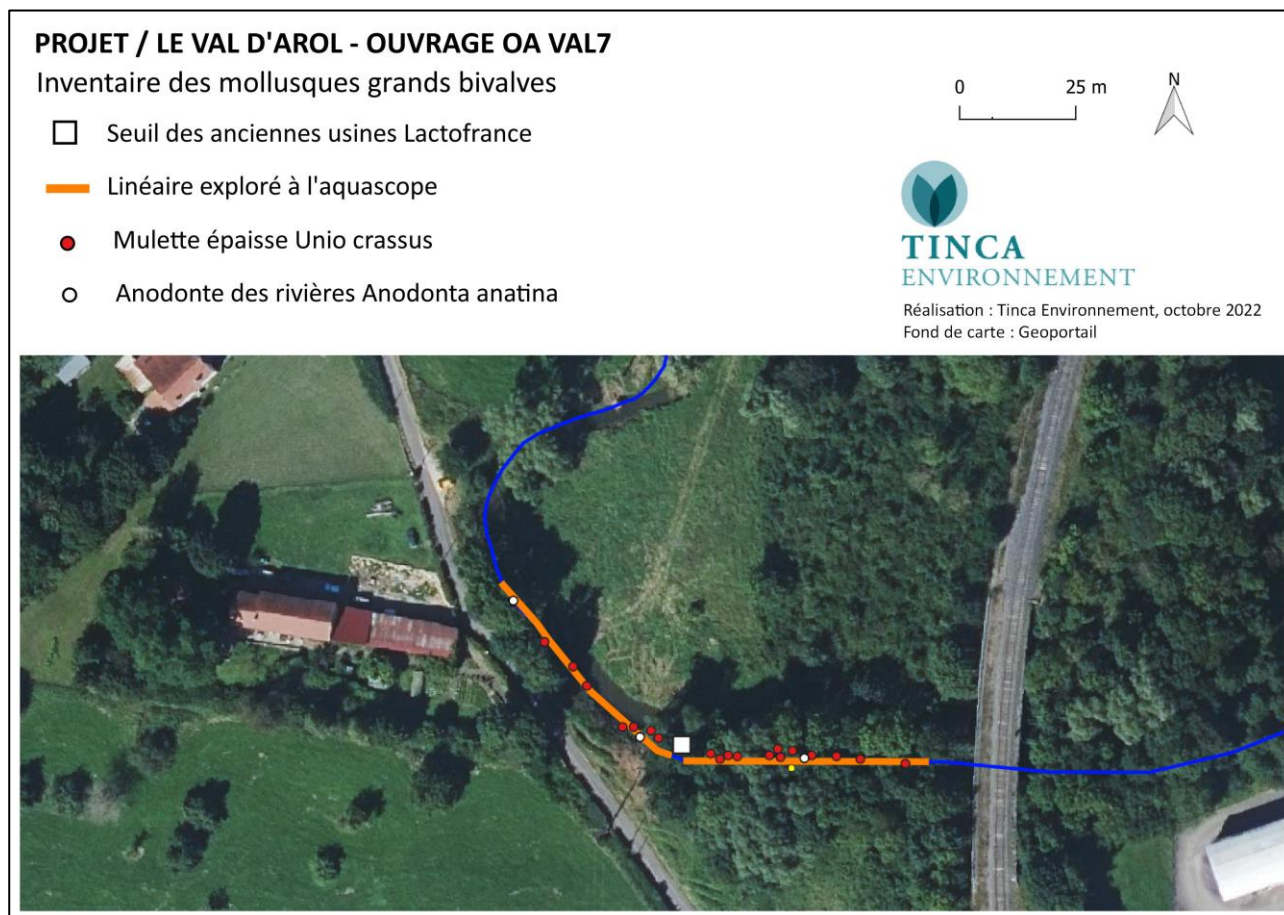 PROJET / LE VAL D'AROL - OUVRAGE OA VAL7
Inventaire des mollusques grands bivalves
Seuil des anciennes usines Lactofrance
Linéaire exploré à l'aquascope
Mulette épaisse Unio crassus
Anodonte des rivières Anodonta anatina
0 25 m
N
TINCA
ENVIRONNEMENT
Réalisation : Tinca Environnement, octobre 2022
Fond de carte : Geoportail